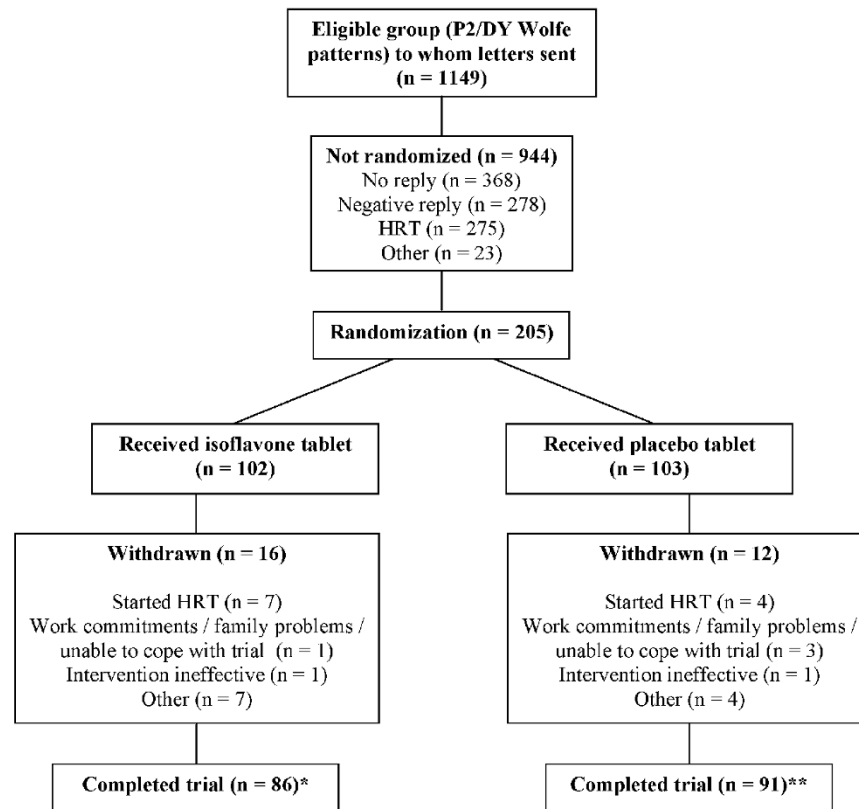 Eligible group (P2/DY Wolfe
patterns) to whom letters sent
(n = 1149)
Not randomized (n = 944)
No reply (n = 368)
Negative reply (n = 278)
HRT (n = 275)
Other (n = 23)
Randomization (n = 205)
Received isoflavone tablet
(n = 102)
Received placebo tablet
(n = 103)
Withdrawn (n = 16)
Started HRT (n = 7)
Work commitments / family problems /
unable to cope with trial (n = 1)
Intervention ineffective (n = 1)
Other (n = 7)
Withdrawn (n = 12)
Started HRT (n = 4)
Work commitments / family problems /
unable to cope with trial (n = 3)
Intervention ineffective (n = 1)
Other (n = 4)
Completed trial (n = 86)*
Completed trial (n = 91)**